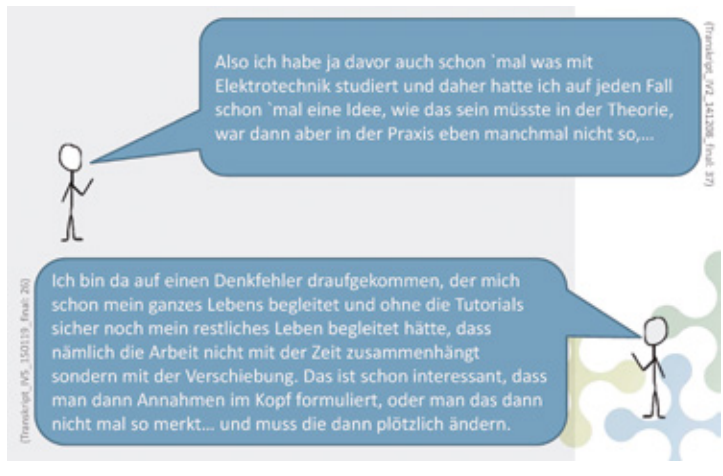 Also ich habe ja davor auch schon `mal was mit
Elektrotechnik studiert und daher hatte ich auf jeden Fall
schon `mal eine Idee, wie das sein müsste in der Theorie,
war dann aber in der Praxis eben manchmal nicht so,...
(Transkript_IV2_141208_final: 37)
Ich bin da auf einen Denkfehler draufgekommen, der mich
schon mein ganzes Lebens begleitet und ohne die Tutorials
sicher noch mein restliches Leben begleitet hätte, dass
nämlich die Arbeit nicht mit der Zeit zusammenhängt
sondern mit der Verschiebung. Das ist schon interessant, dass
man dann Annahmen im Kopf formuliert, oder man das dann
nicht mal so merkt... und muss die dann plötzlich ändern.
(Transkript_IV5_150119_final: 26)